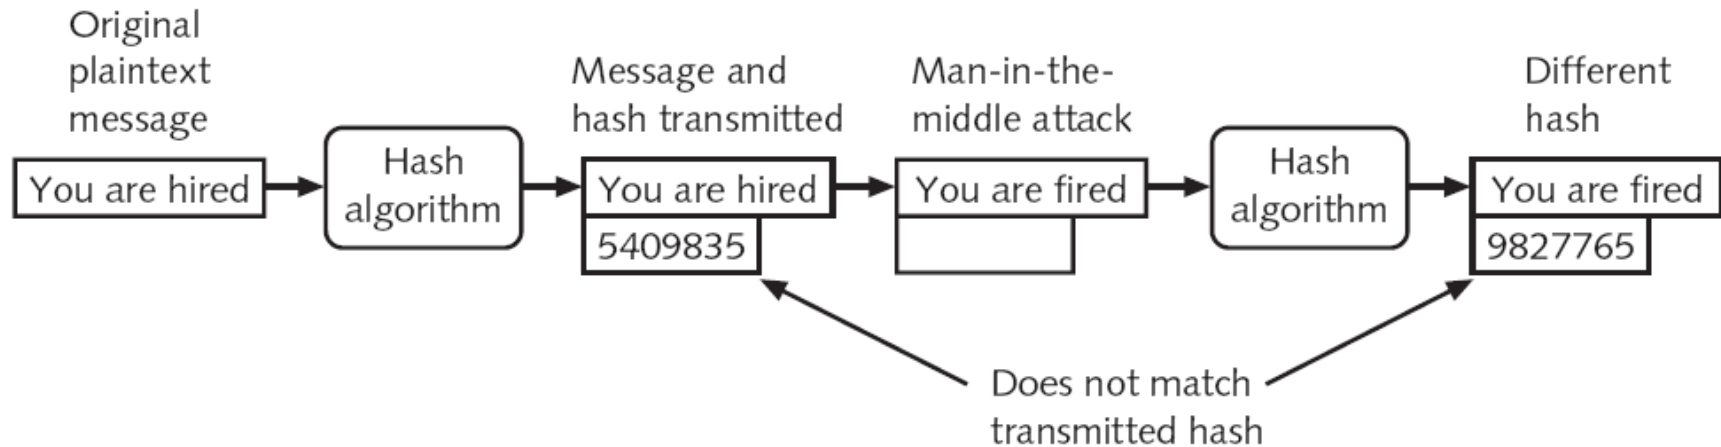 Original
plaintext
message
You are hired
Hash
algorithm
Message and
hash transmitted
You are hired
5409835
Man-in-the-
middle attack
You are fired
Hash
algorithm
Different
hash
You are fired
9827765
Does not match
transmitted hash